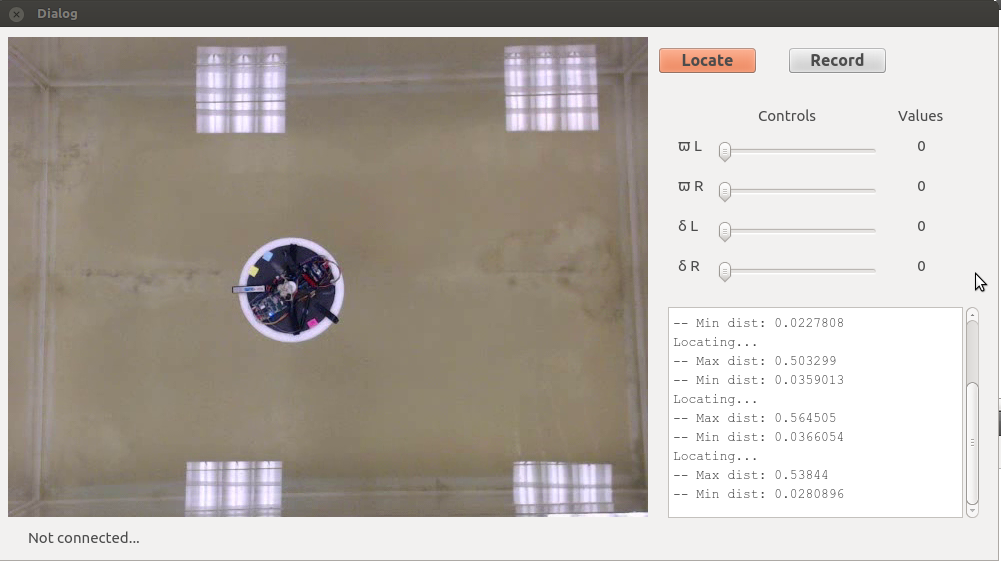 Dialog
Locate Record
Controls Values
ϖ L 0
ϖ R 0
δ L 0
δ R 0
-- Min dist: 0.0227808
Locating...
-- Max dist: 0.503299
-- Min dist: 0.0359013
Locating...
-- Max dist: 0.564505
-- Min dist: 0.0366054
Locating...
-- Max dist: 0.53844
-- Min dist: 0.0280896
Not connected...